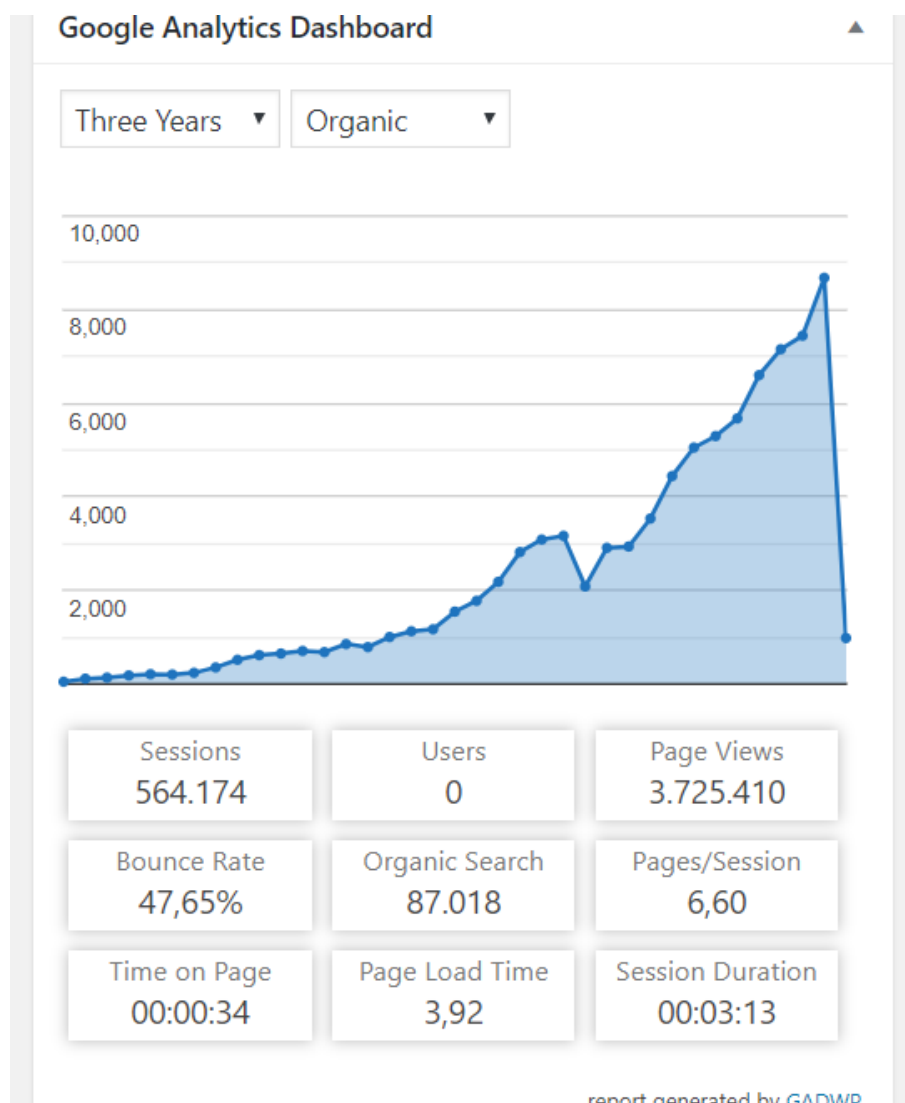 Google Analytics Dashboard
Three Years Organic
10,000
8,000
6,000
4,000
2,000
Sessions Users Page Views
564.174 0 3.725.410
Bounce Rate Organic Search Pages/Session
47,65% 87.018 6,60
Time on Page Page Load Time Session Duration
00:00:34 3,92 00:03:13
report generated by GADWP